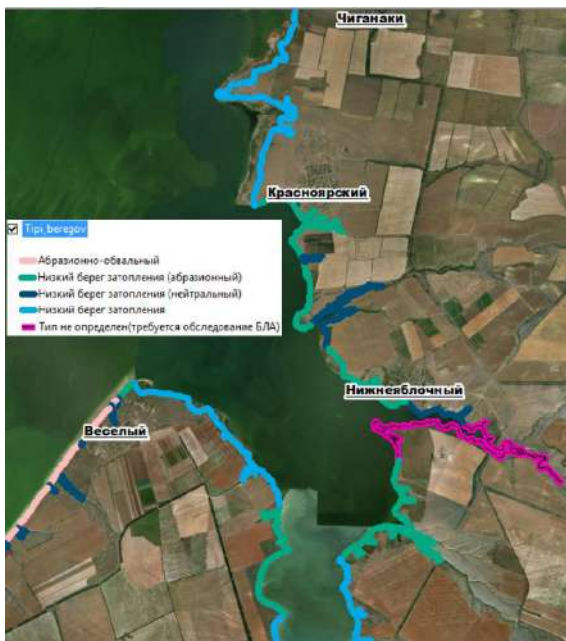 Чиганаки
Красноярский
Tipi_beregov
Абразионно-обвальный
Низкий берег затопления (абразионный)
Низкий берег затопления (нейтральный)
Низкий берег затопления
Тип не определен(требуется обследование БЛА)
Нижнеяблочный
Веселый